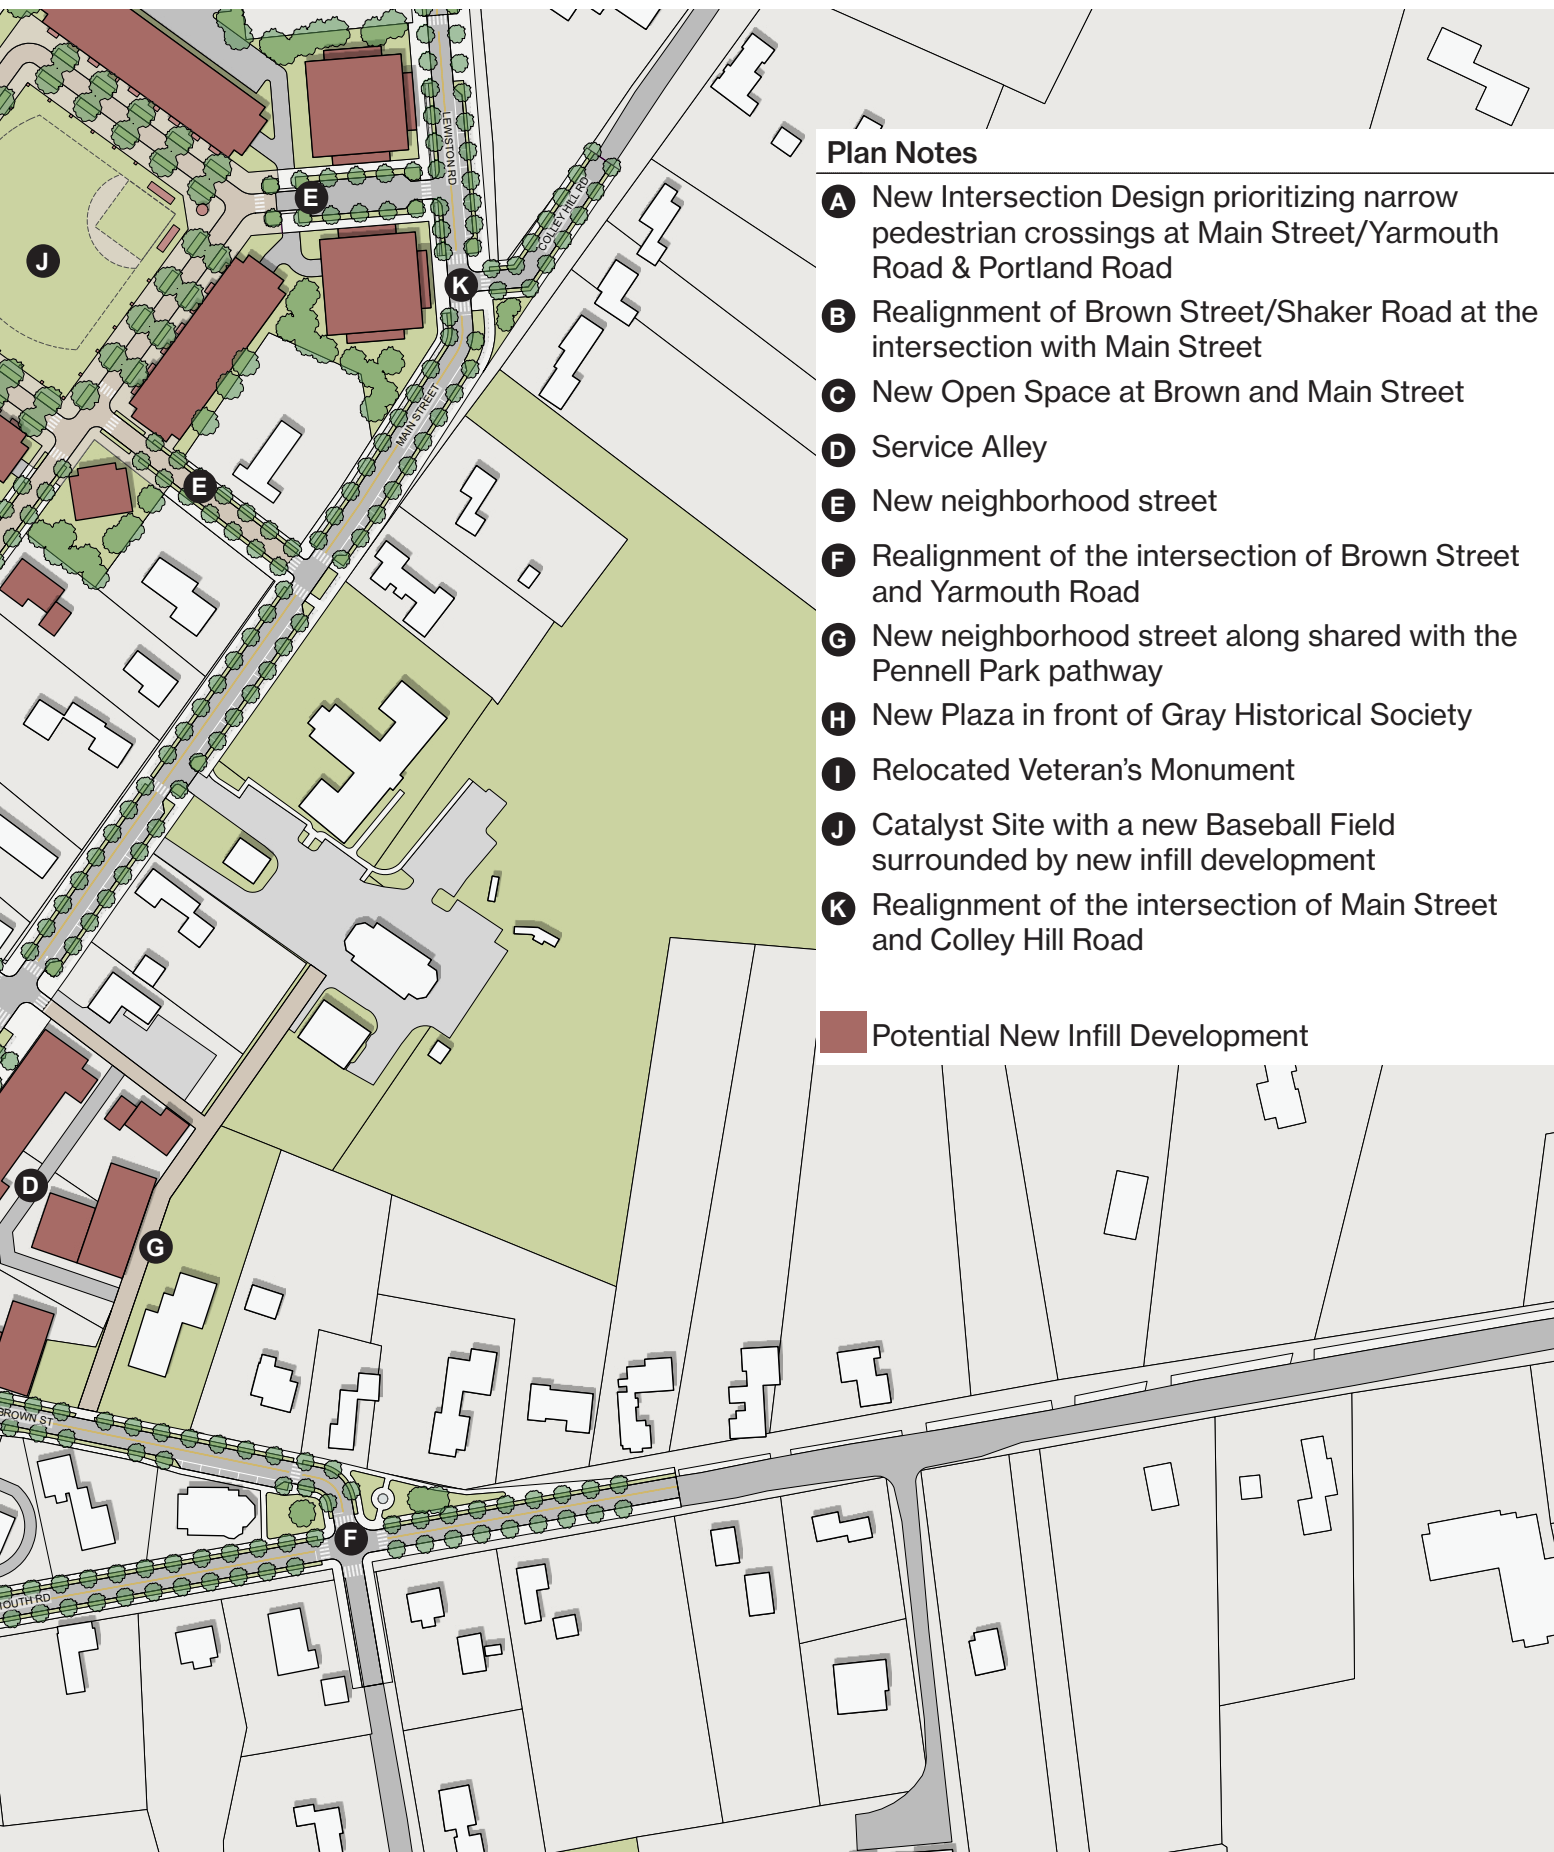 Plan Notes
A New Intersection Design prioritizing narrow
pedestrian crossings at Main Street/Yarmouth
Road & Portland Road
B Realignment of Brown Street/Shaker Road at the
intersection with Main Street
C New Open Space at Brown and Main Street
D Service Alley
E New neighborhood street
F Realignment of the intersection of Brown Street
and Yarmouth Road
G New neighborhood street along shared with the
Pennell Park pathway
H New Plaza in front of Gray Historical Society
I Relocated Veteran's Monument
J Catalyst Site with a new Baseball Field
surrounded by new infill development
K Realignment of the intersection of Main Street
and Colley Hill Road
Potential New Infill Development
LEWISTON RD
E
COLLEY HILL RD
J
K
MAIN STREET
E
D
G
BROWN ST
F
OUTH RD